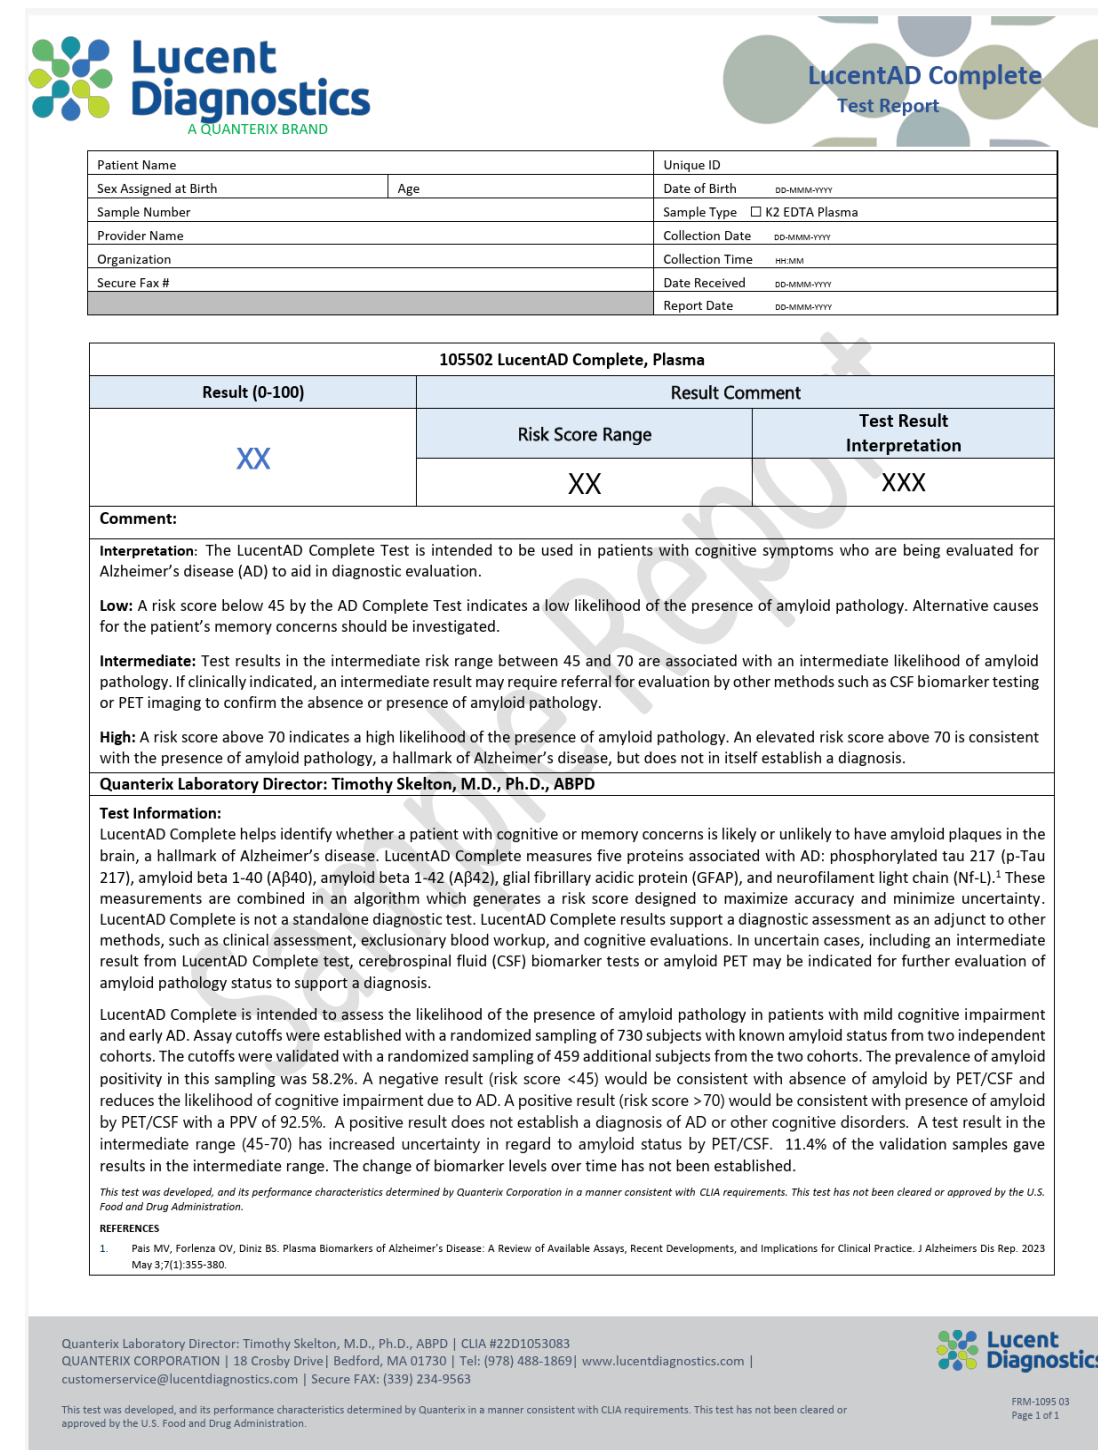 Lucent
Diagnostics
A QUANTERIX BRAND
LucentAD Complete
Test Report
Patient Name
Unique ID
Sex Assigned at Birth
Age
Date of Birth DD-MMM-YYYY
Sample Number
Sample Type ☐ K2 EDTA Plasma
Provider Name
Collection Date DD-MMM-YYYY
Organization
Collection Time HH:MM
Secure Fax #
Date Received DD-MMM-YYYY
Report Date DD-MMM-YYYY
105502 LucentAD Complete, Plasma
Result (0-100)
Result Comment
Risk Score Range
Test Result
Interpretation
XX
XX
XXX
Comment:
Interpretation: The LucentAD Complete Test is intended to be used in patients with cognitive symptoms who are being evaluated for
Alzheimer's disease (AD) to aid in diagnostic evaluation.
Low: A risk score below 45 by the AD Complete Test indicates a low likelihood of the presence of amyloid pathology. Alternative causes
for the patient's memory concerns should be investigated.
Intermediate: Test results in the intermediate risk range between 45 and 70 are associated with an intermediate likelihood of amyloid
pathology. If clinically indicated, an intermediate result may require referral for evaluation by other methods such as CSF biomarker testing
or PET imaging to confirm the absence or presence of amyloid pathology.
High: A risk score above 70 indicates a high likelihood of the presence of amyloid pathology. An elevated risk score above 70 is consistent
with the presence of amyloid pathology, a hallmark of Alzheimer's disease, but does not in itself establish a diagnosis.
Quanterix Laboratory Director: Timothy Skelton, M.D., Ph.D., ABPD
Test Information:
LucentAD Complete helps identify whether a patient with cognitive or memory concerns is likely or unlikely to have amyloid plaques in the
brain, a hallmark of Alzheimer's disease. LucentAD Complete measures five proteins associated with AD: phosphorylated tau 217 (p-Tau
217), amyloid beta 1-40 (Aβ40), amyloid beta 1-42 (Aβ42), glial fibrillary acidic protein (GFAP), and neurofilament light chain (Nf-L).¹ These
measurements are combined in an algorithm which generates a risk score designed to maximize accuracy and minimize uncertainty.
LucentAD Complete is not a standalone diagnostic test. LucentAD Complete results support a diagnostic assessment as an adjunct to other
methods, such as clinical assessment, exclusionary blood workup, and cognitive evaluations. In uncertain cases, including an intermediate
result from LucentAD Complete test, cerebrospinal fluid (CSF) biomarker tests or amyloid PET may be indicated for further evaluation of
amyloid pathology status to support a diagnosis.
LucentAD Complete is intended to assess the likelihood of the presence of amyloid pathology in patients with mild cognitive impairment
and early AD. Assay cutoffs were established with a randomized sampling of 730 subjects with known amyloid status from two independent
cohorts. The cutoffs were validated with a randomized sampling of 459 additional subjects from the two cohorts. The prevalence of amyloid
positivity in this sampling was 58.2%. A negative result (risk score <45) would be consistent with absence of amyloid by PET/CSF and
reduces the likelihood of cognitive impairment due to AD. A positive result (risk score >70) would be consistent with presence of amyloid
by PET/CSF with a PPV of 92.5%. A positive result does not establish a diagnosis of AD or other cognitive disorders. A test result in the
intermediate range (45-70) has increased uncertainty in regard to amyloid status by PET/CSF. 11.4% of the validation samples gave
results in the intermediate range. The change of biomarker levels over time has not been established.
This test was developed, and its performance characteristics determined by Quanterix Corporation in a manner consistent with CLIA requirements. This test has not been cleared or approved by the U.S.
Food and Drug Administration.
REFERENCES
1. Pais MV, Forlenza OV, Diniz BS. Plasma Biomarkers of Alzheimer's Disease: A Review of Available Assays, Recent Developments, and Implications for Clinical Practice. J Alzheimers Dis Rep. 2023
May 3;7(1):355-380.
Sample Report
Quanterix Laboratory Director: Timothy Skelton, M.D., Ph.D., ABPD | CLIA #22D1053083
QUANTERIX CORPORATION | 18 Crosby Drive| Bedford, MA 01730 | Tel: (978) 488-1869| www.lucentdiagnostics.com |
customerservice@lucentdiagnostics.com | Secure FAX: (339) 234-9563
This test was developed, and its performance characteristics determined by Quanterix in a manner consistent with CLIA requirements. This test has not been cleared or
approved by the U.S. Food and Drug Administration.
Lucent
Diagnostics
FRM-1095 03
Page 1 of 1